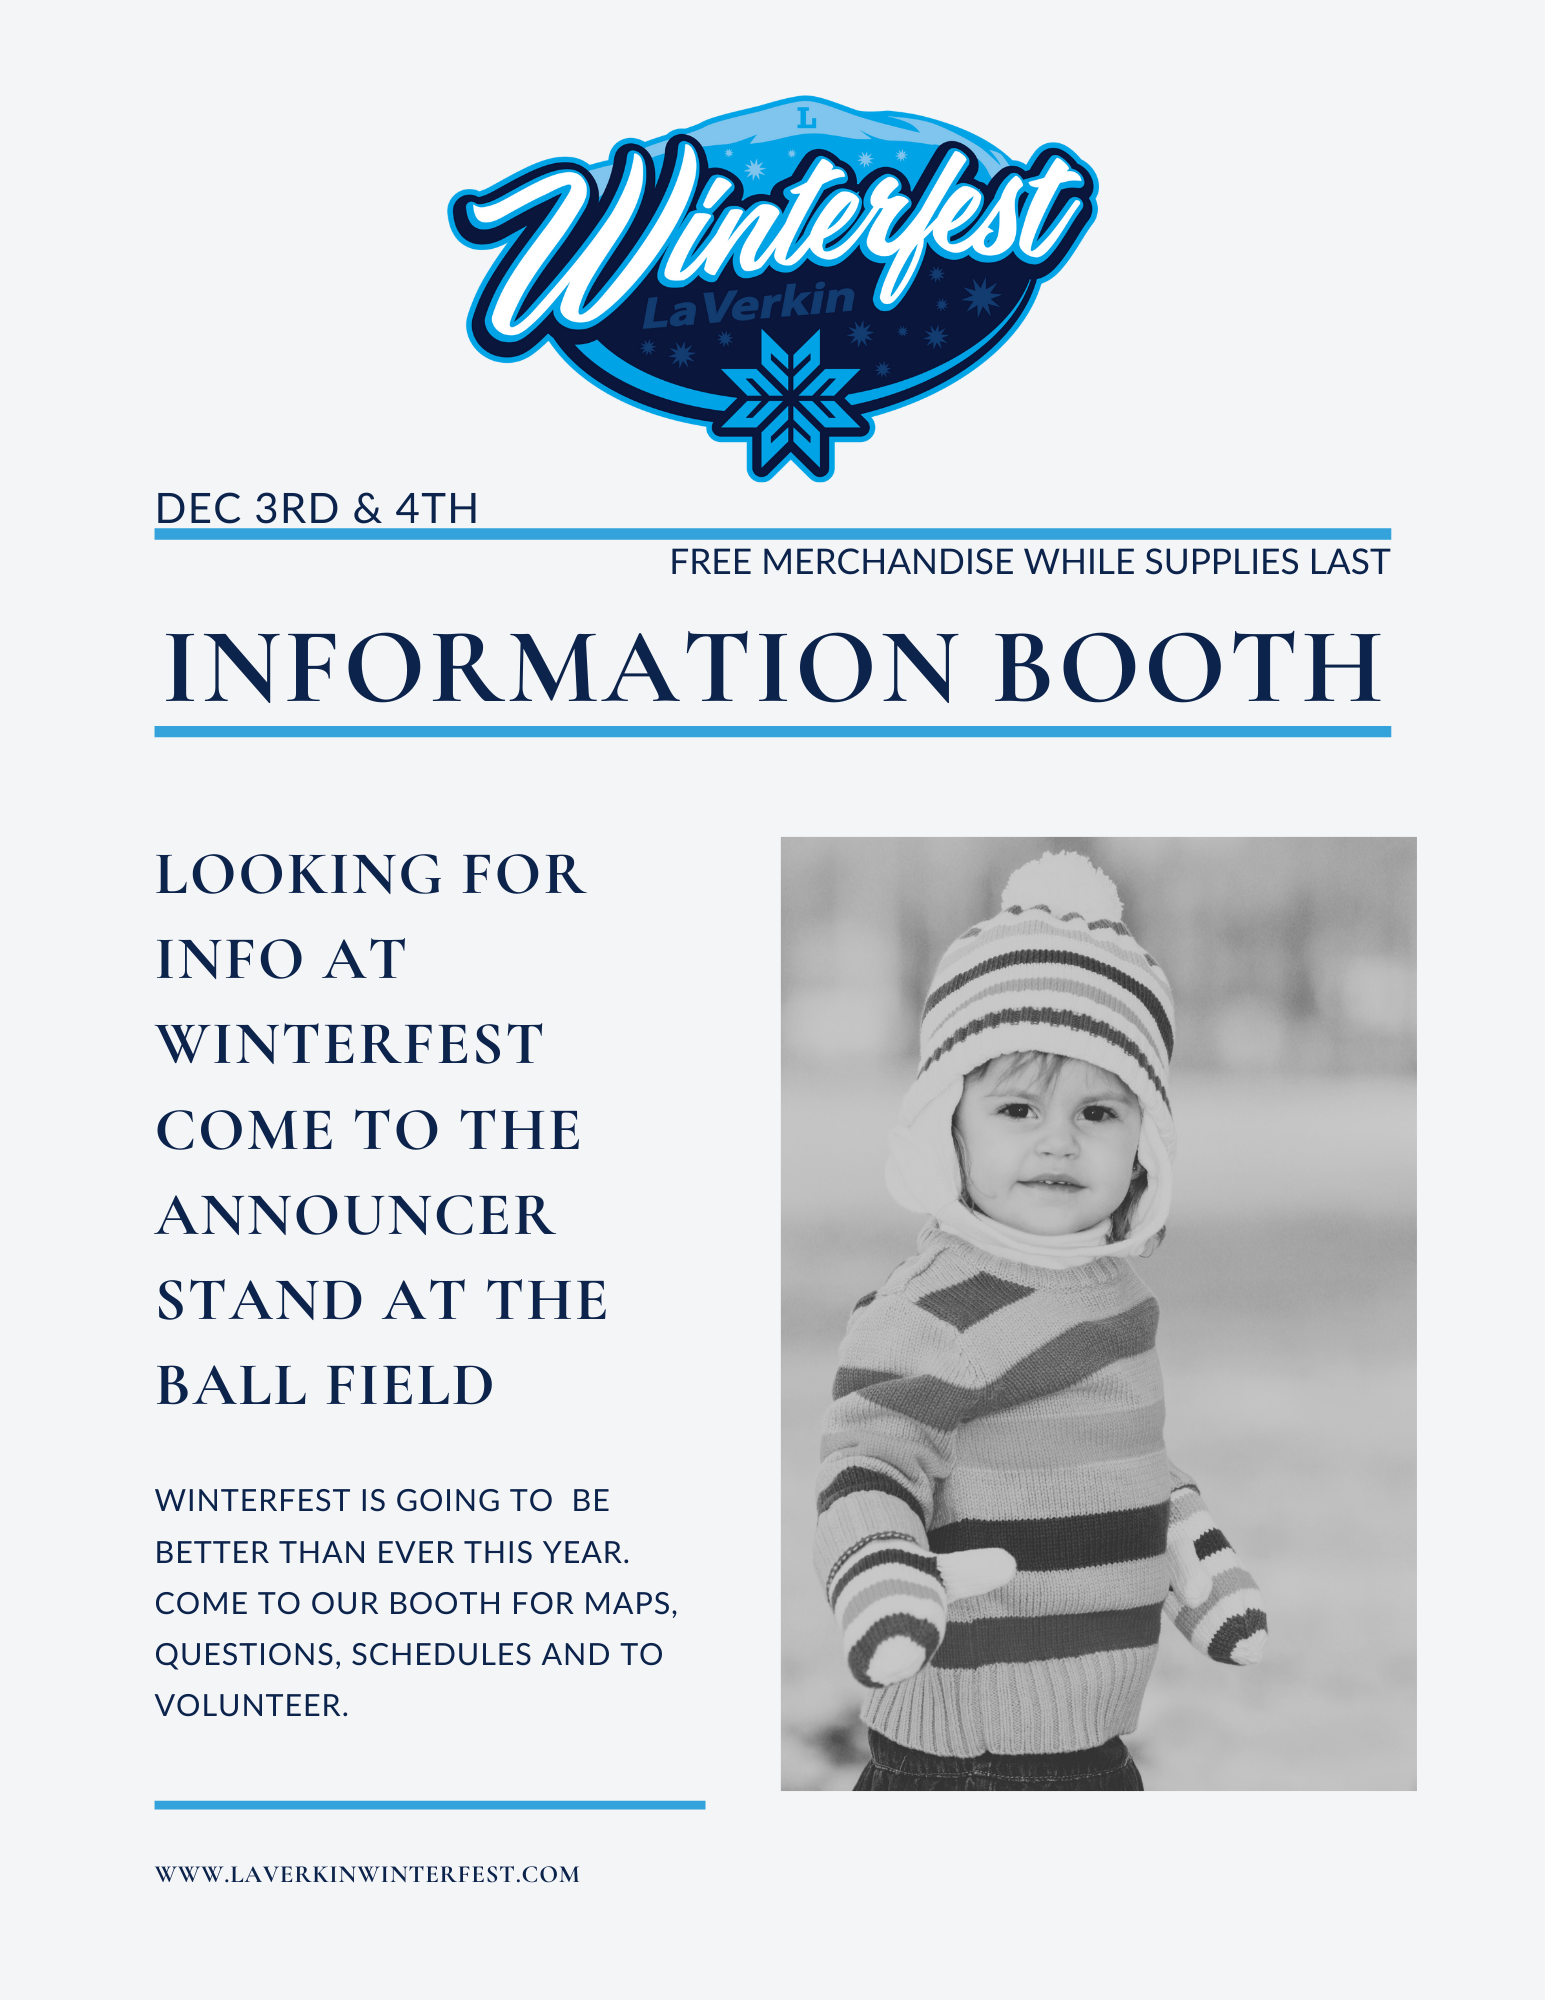 L
Winterfest
LaVerkin
DEC 3RD & 4TH
FREE MERCHANDISE WHILE SUPPLIES LAST
INFORMATION BOOTH
LOOKING FOR
INFO AT
WINTERFEST
COME TO THE
ANNOUNCER
STAND AT THE
BALL FIELD
WINTERFEST IS GOING TO  BE
BETTER THAN EVER THIS YEAR.
COME TO OUR BOOTH FOR MAPS,
QUESTIONS, SCHEDULES AND TO
VOLUNTEER.
WWW.LAVERKINWINTERFEST.COM